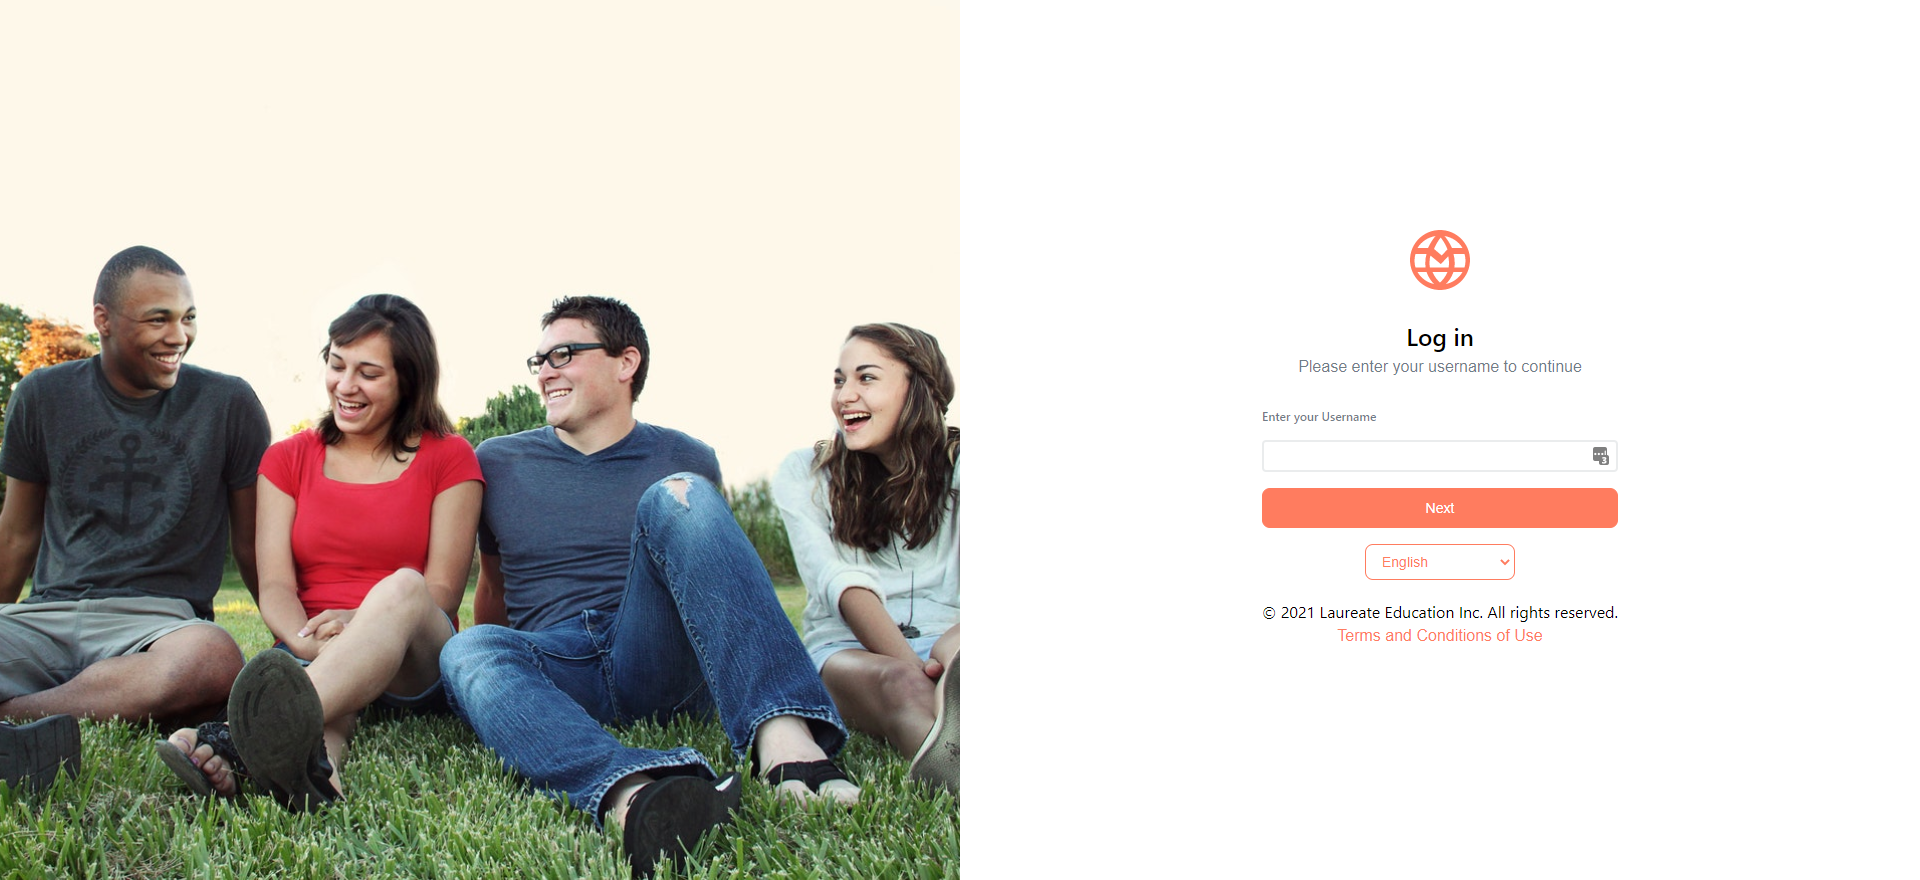 Log in
Please enter your username to continue
Enter your Username
Next
English
© 2021 Laureate Education Inc. All rights reserved.
Terms and Conditions of Use